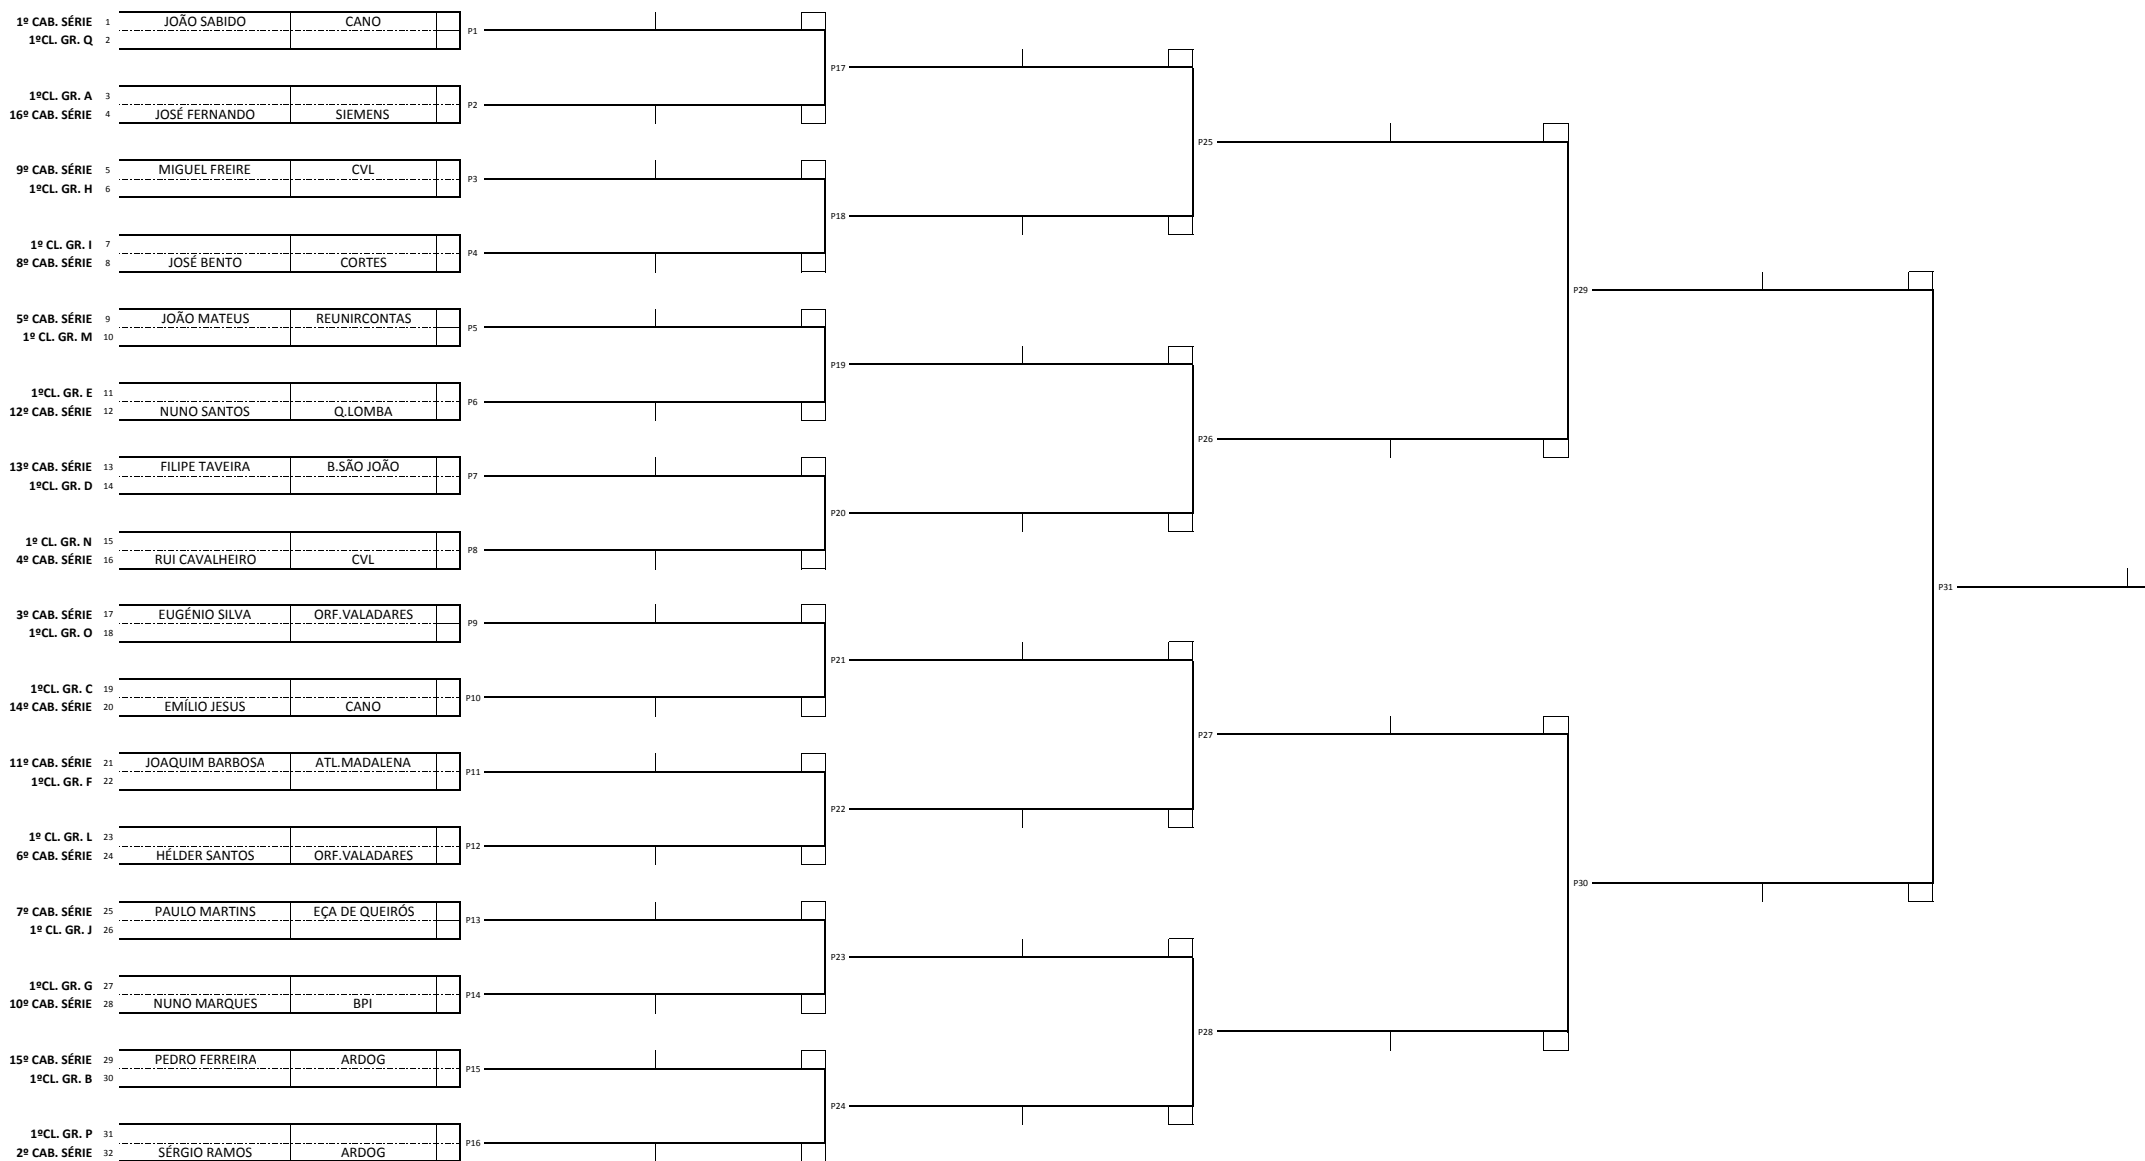 1º CAB. SÉRIE 1 JOÃO SABIDO CANO
P1
1ºCL. GR. Q 2
P17
1ºCL. GR. A 3
P2
16º CAB. SÉRIE 4 JOSÉ FERNANDO SIEMENS
P25
9º CAB. SÉRIE 5 MIGUEL FREIRE CVL
P3
1ºCL. GR. H 6
P18
1º CL. GR. I 7
P4
8º CAB. SÉRIE 8 JOSÉ BENTO CORTES
P29
5º CAB. SÉRIE 9 JOÃO MATEUS REUNIRCONTAS
P5
1º CL. GR. M 10
P19
1ºCL. GR. E 11
P6
12º CAB. SÉRIE 12 NUNO SANTOS Q.LOMBA
P26
13º CAB. SÉRIE 13 FILIPE TAVEIRA B.SÃO JOÃO
P7
1ºCL. GR. D 14
P20
1º CL. GR. N 15
P8
4º CAB. SÉRIE 16 RUI CAVALHEIRO CVL
P31
3º CAB. SÉRIE 17 EUGÉNIO SILVA ORF.VALADARES
P9
1ºCL. GR. O 18
P21
1ºCL. GR. C 19
P10
14º CAB. SÉRIE 20 EMÍLIO JESUS CANO
P27
11º CAB. SÉRIE 21 JOAQUIM BARBOSA ATL.MADALENA
P11
1ºCL. GR. F 22
P22
1º CL. GR. L 23
P12
6º CAB. SÉRIE 24 HÉLDER SANTOS ORF.VALADARES
P30
7º CAB. SÉRIE 25 PAULO MARTINS EÇA DE QUEIRÓS
P13
1º CL. GR. J 26
P23
1ºCL. GR. G 27
P14
10º CAB. SÉRIE 28 NUNO MARQUES BPI
P28
15º CAB. SÉRIE 29 PEDRO FERREIRA ARDOG
P15
1ºCL. GR. B 30
P24
1ºCL. GR. P 31
P16
2º CAB. SÉRIE 32 SÉRGIO RAMOS ARDOG